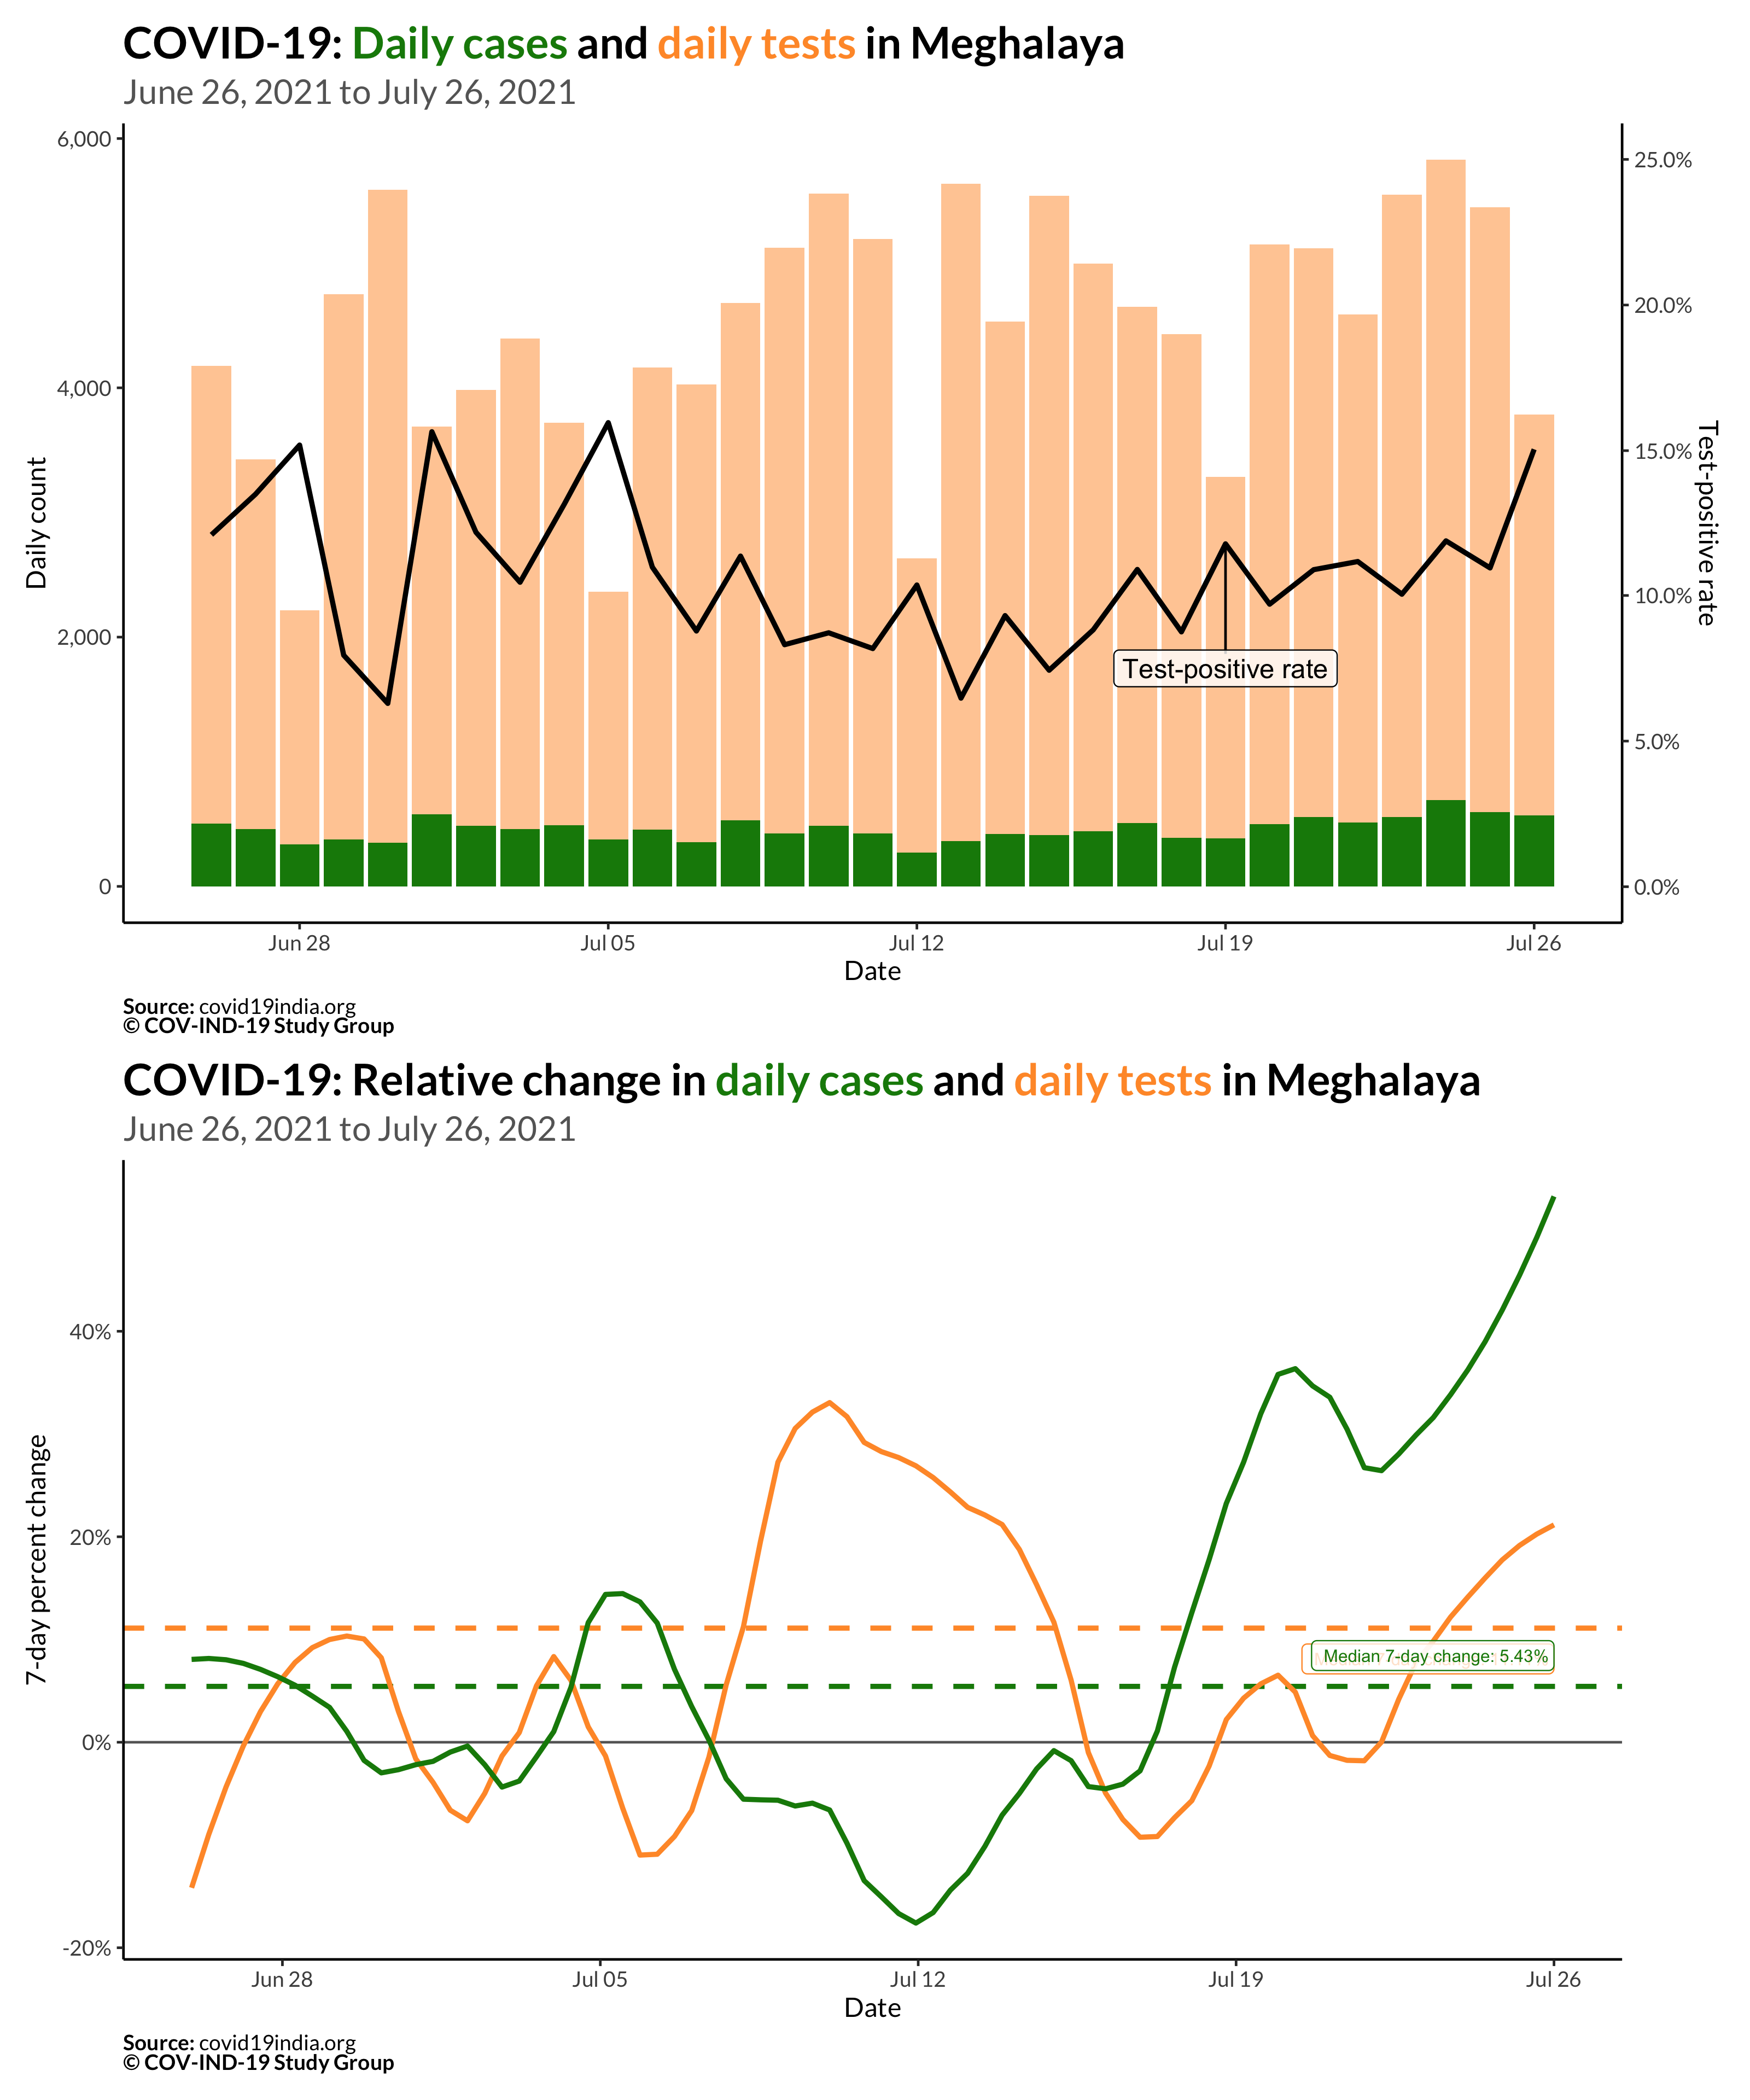 COVID-19: Daily cases and daily tests in Meghalaya
June 26, 2021 to July 26, 2021
6,000
4,000
2,000
0
Daily count
25.0%
20.0%
15.0%
10.0%
5.0%
0.0%
Test-positive rate
Test-positive rate
Jun 28
Jul 05
Jul 12
Jul 19
Jul 26
Date
Source: covid19india.org
© COV-IND-19 Study Group
COVID-19: Relative change in daily cases and daily tests in Meghalaya
June 26, 2021 to July 26, 2021
40%
20%
0%
-20%
7-day percent change
Median 7-day change: 5.43%
Jun 28
Jul 05
Jul 12
Jul 19
Jul 26
Date
Source: covid19india.org
© COV-IND-19 Study Group